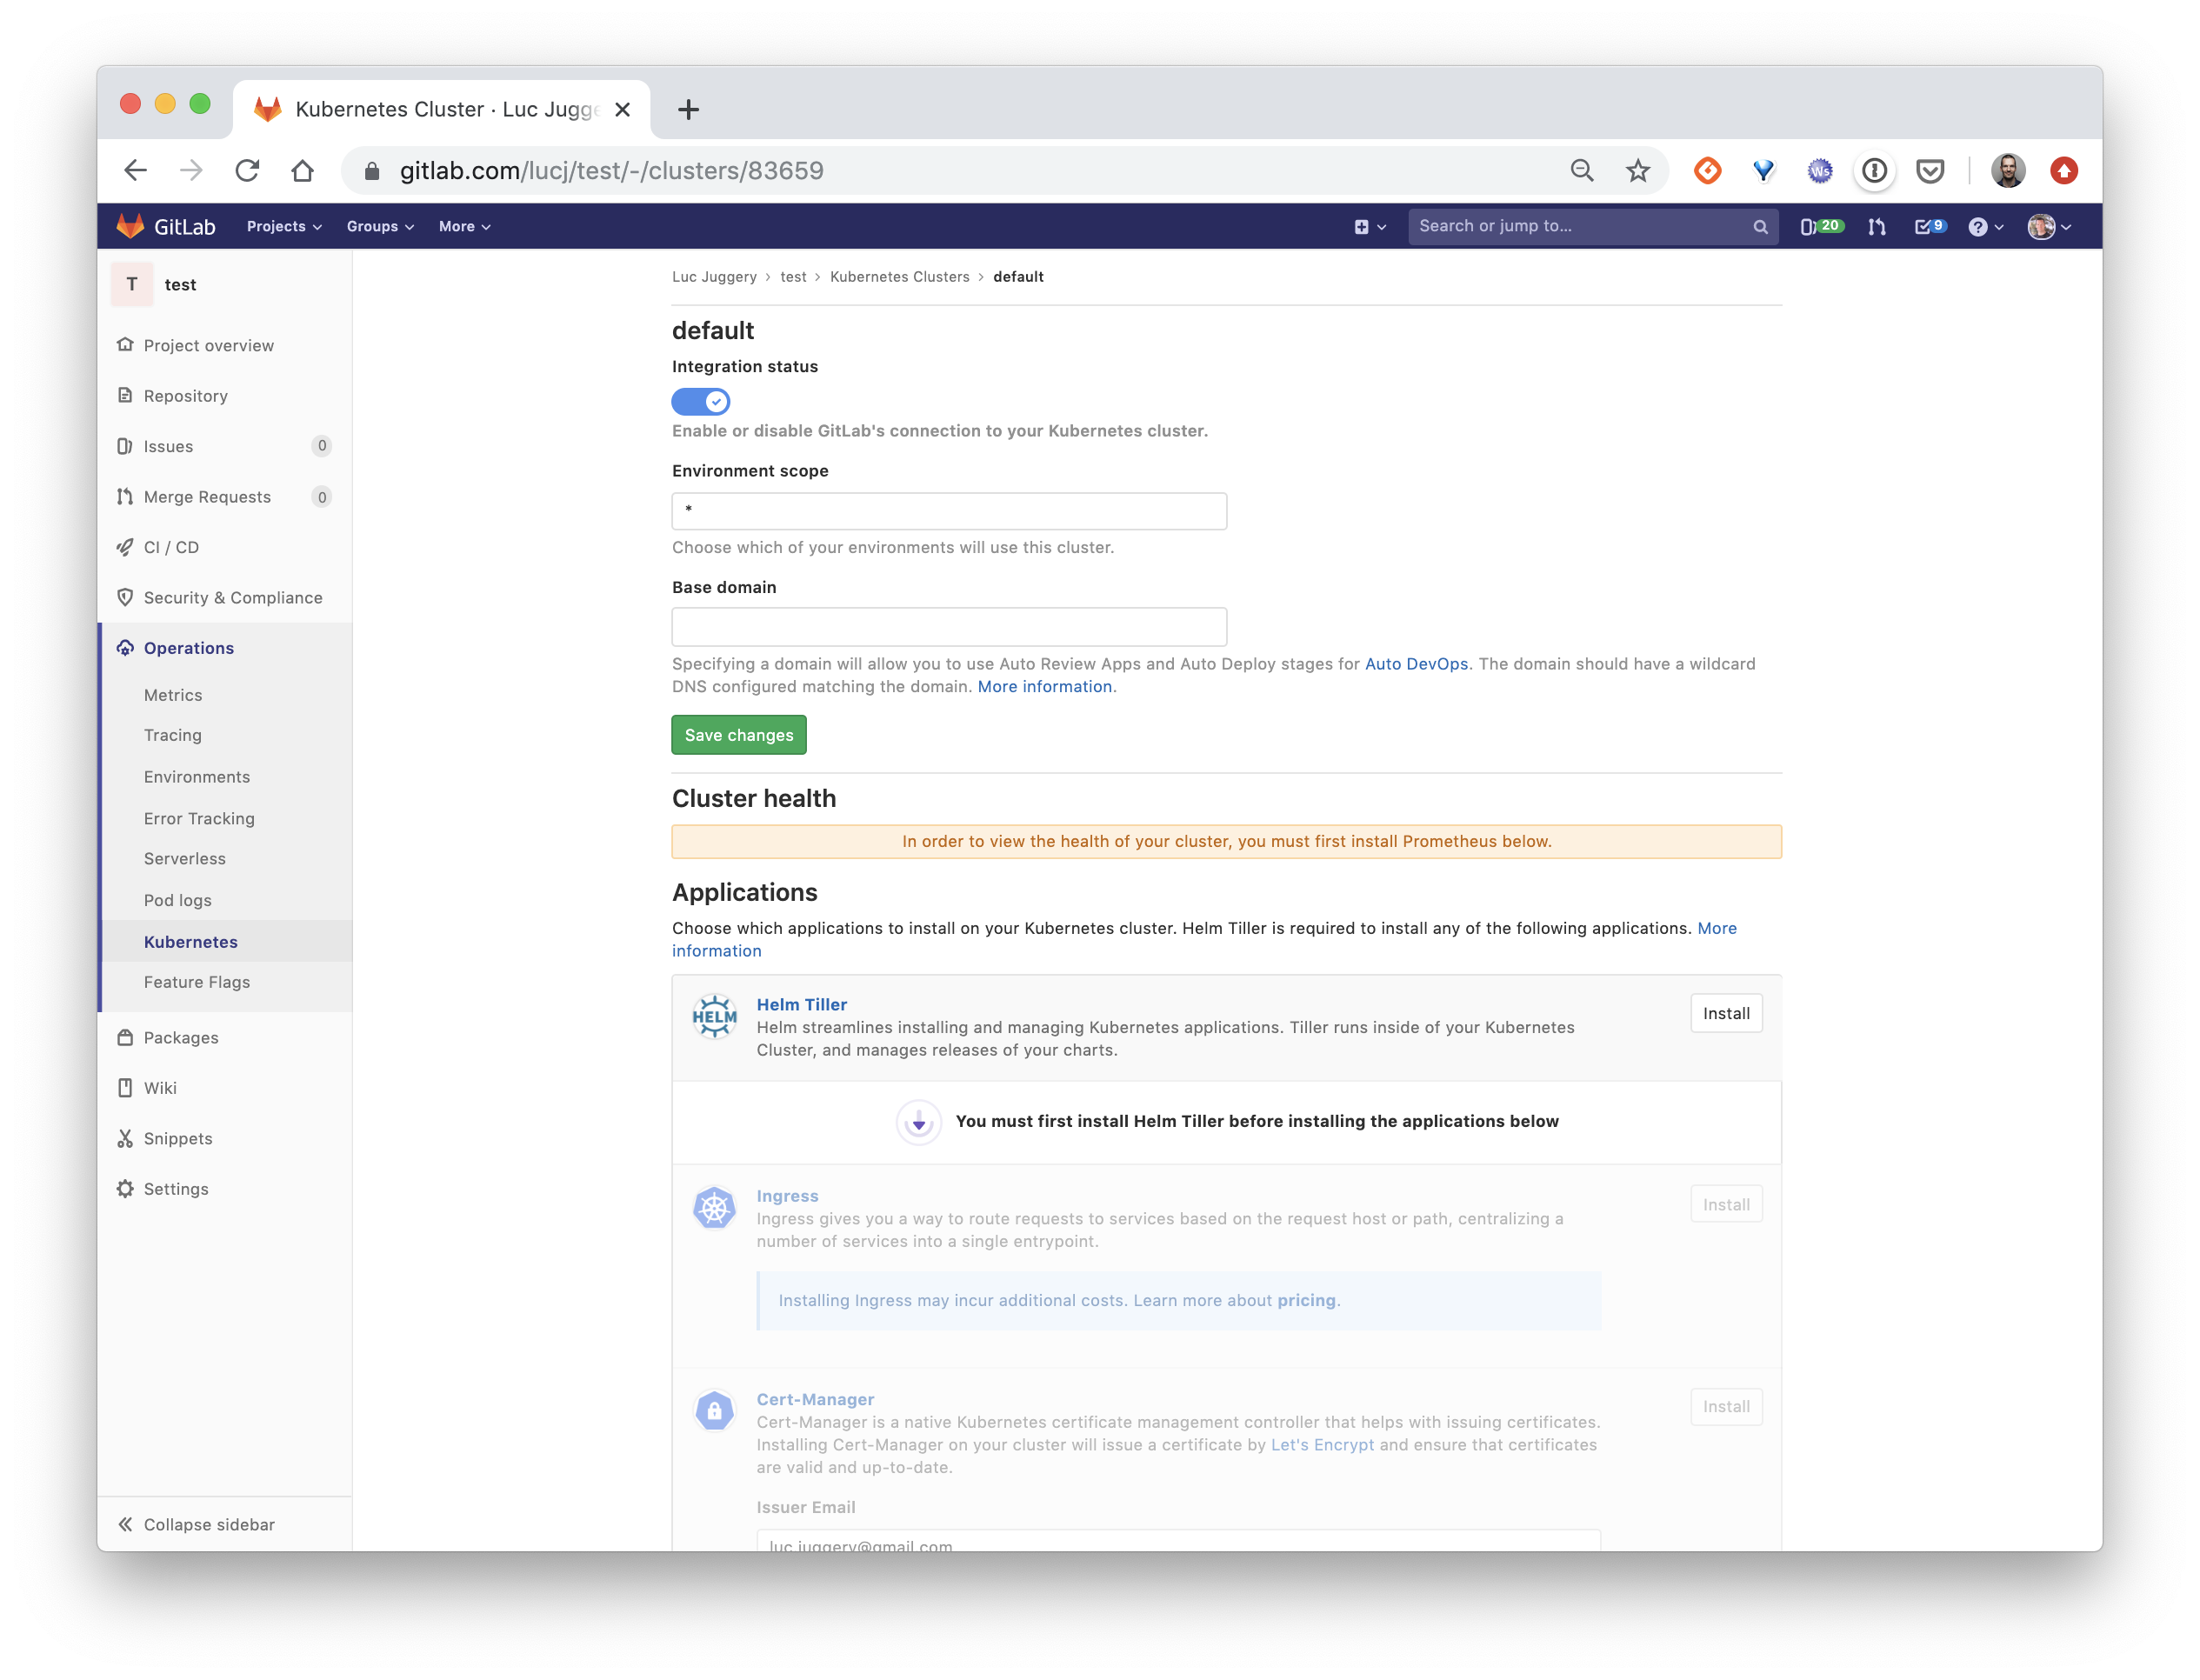 Kubernetes Cluster · Luc Jugge
gitlab.com/lucj/test/-/clusters/83659
Ws
GitLab
Projects
Groups
More
Search or jump to...
20
9
T
test
Project overview
Repository
Issues 0
Merge Requests 0
CI / CD
Security & Compliance
Operations
Metrics
Tracing
Environments
Error Tracking
Serverless
Pod logs
Kubernetes
Feature Flags
Packages
Wiki
Snippets
Settings
Collapse sidebar
Luc Juggery > test > Kubernetes Clusters > default
default
Integration status
Enable or disable GitLab's connection to your Kubernetes cluster.
Environment scope
*
Choose which of your environments will use this cluster.
Base domain
Specifying a domain will allow you to use Auto Review Apps and Auto Deploy stages for Auto DevOps. The domain should have a wildcard
DNS configured matching the domain. More information.
Save changes
Cluster health
In order to view the health of your cluster, you must first install Prometheus below.
Applications
Choose which applications to install on your Kubernetes cluster. Helm Tiller is required to install any of the following applications. More
information
HELM
Helm Tiller
Helm streamlines installing and managing Kubernetes applications. Tiller runs inside of your Kubernetes
Cluster, and manages releases of your charts.
Install
You must first install Helm Tiller before installing the applications below
Ingress
Ingress gives you a way to route requests to services based on the request host or path, centralizing a
number of services into a single entrypoint.
Install
Installing Ingress may incur additional costs. Learn more about pricing.
Cert-Manager
Cert-Manager is a native Kubernetes certificate management controller that helps with issuing certificates.
Installing Cert-Manager on your cluster will issue a certificate by Let's Encrypt and ensure that certificates
are valid and up-to-date.
Install
Issuer Email
luc.juggery@gmail.com